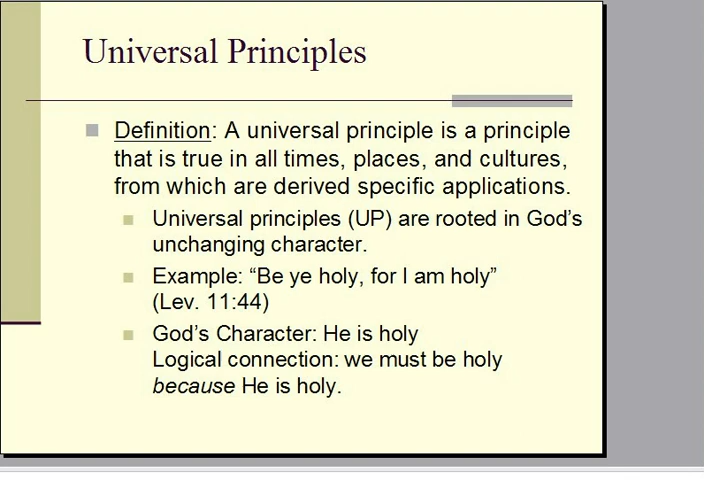 Universal Principles
Definition: A universal principle is a principle
that is true in all times, places, and cultures,
from which are derived specific applications.
Universal principles (UP) are rooted in God's
unchanging character.
Example: “Be ye holy, for I am holy”
(Lev. 11:44)
God's Character: He is holy
Logical connection: we must be holy
because He is holy.